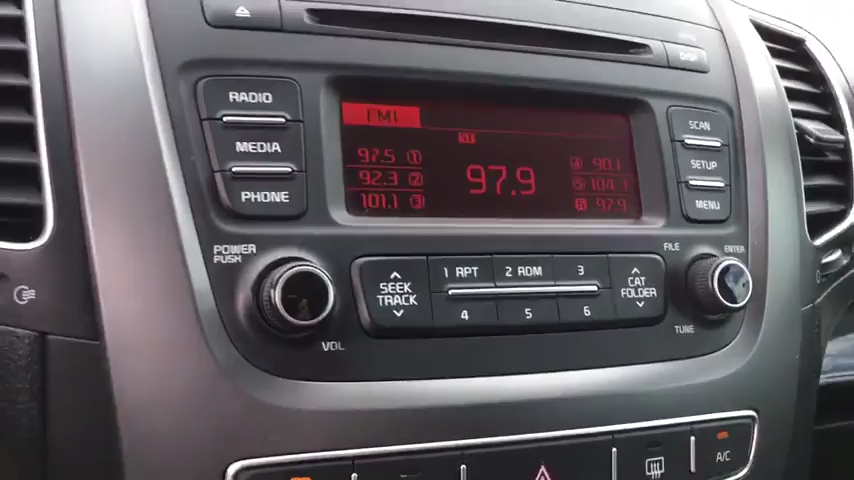 DISP
RADIO
MEDIA
PHONE
FM1
97.5 1
92.3 2
101.1 3
97.9
4 90.1
5 104.1
6 97.9
SCAN
SETUP
MENU
POWER
PUSH
VOL
SEEK
TRACK
1 RPT
2 RDM
3
4
5
6
CAT
FOLDER
FILE
ENTER
TUNE
A/C